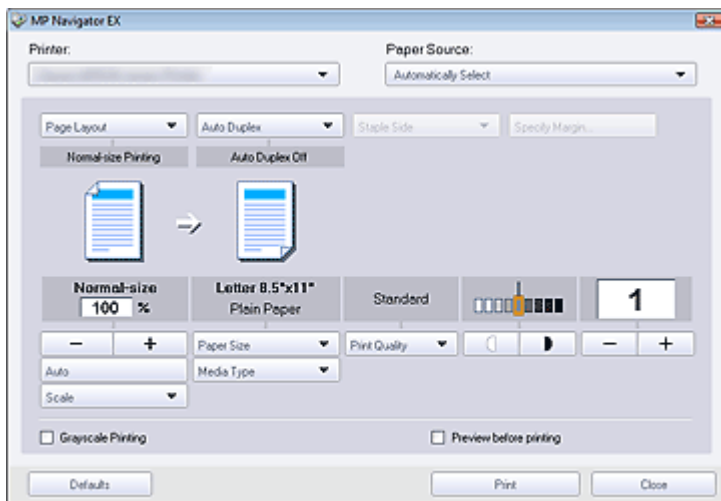 MP Navigator EX
Printer: Paper Source:
Automatically Select
Page Layout Auto Duplex Staple Side Specify Margin...
Normal-size Printing Auto Duplex Off
Normal-size Letter 8.5"x11" Standard 1
100 % Plain Paper
- + Paper Size Print Quality - +
Auto Media Type
Scale
Grayscale Printing Preview before printing
Defaults Print Close